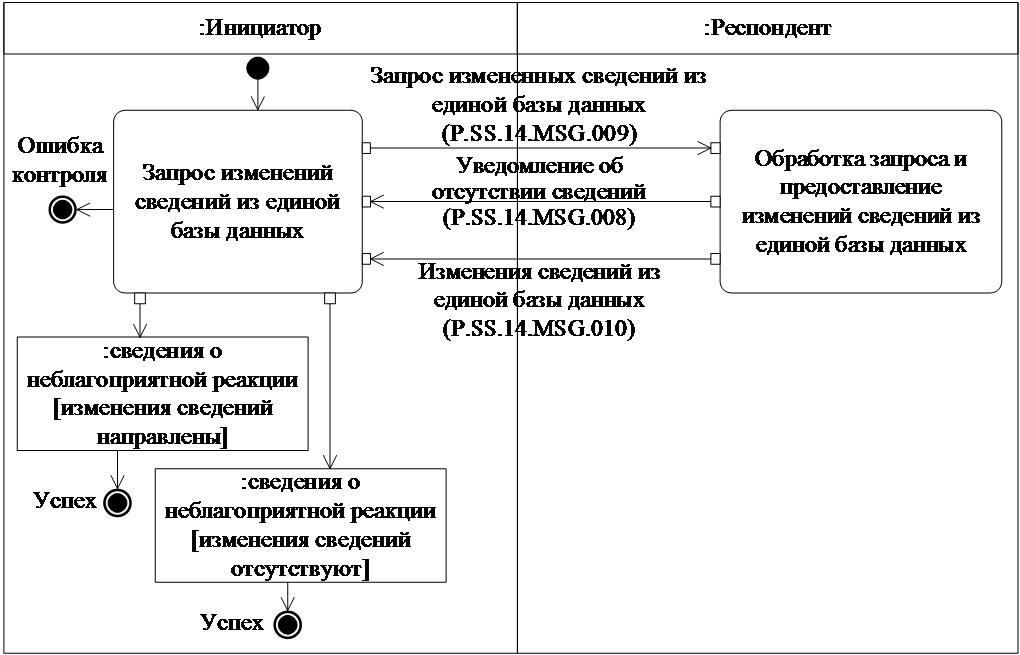 :Инициатор
:Респондент
Запрос измененных сведений из
единой базы данных
(P.SS.14.MSG.009)
Ошибка
контроля
Запрос изменений
сведений из единой
базы данных
Уведомление об
отсутствии сведений
(P.SS.14.MSG.008)
Обработка запроса и
предоставление
изменений сведений из
единой базы данных
Изменения сведений из
единой базы данных
(P.SS.14.MSG.010)
:сведения о
неблагоприятной реакции
[изменения сведений
направлены]
Успех
:сведения о
неблагоприятной реакции
[изменения сведений
отсутствуют]
Успех